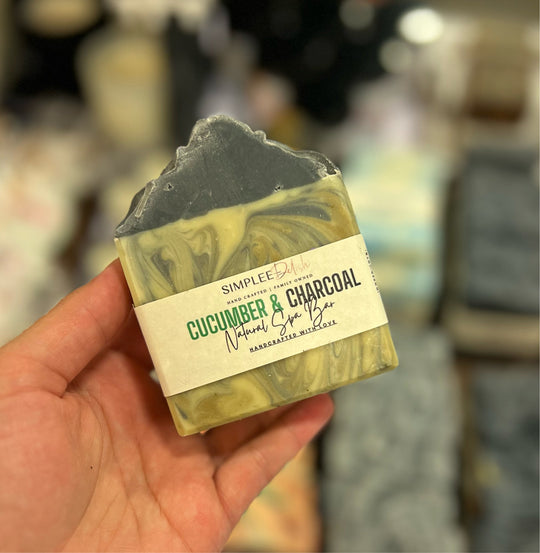 SIMPLEE Delish
HAND CRAFTED | FAMILY OWNED
CUCUMBER & CHARCOAL
Natural Spa Bar
HANDCRAFTED WITH LOVE